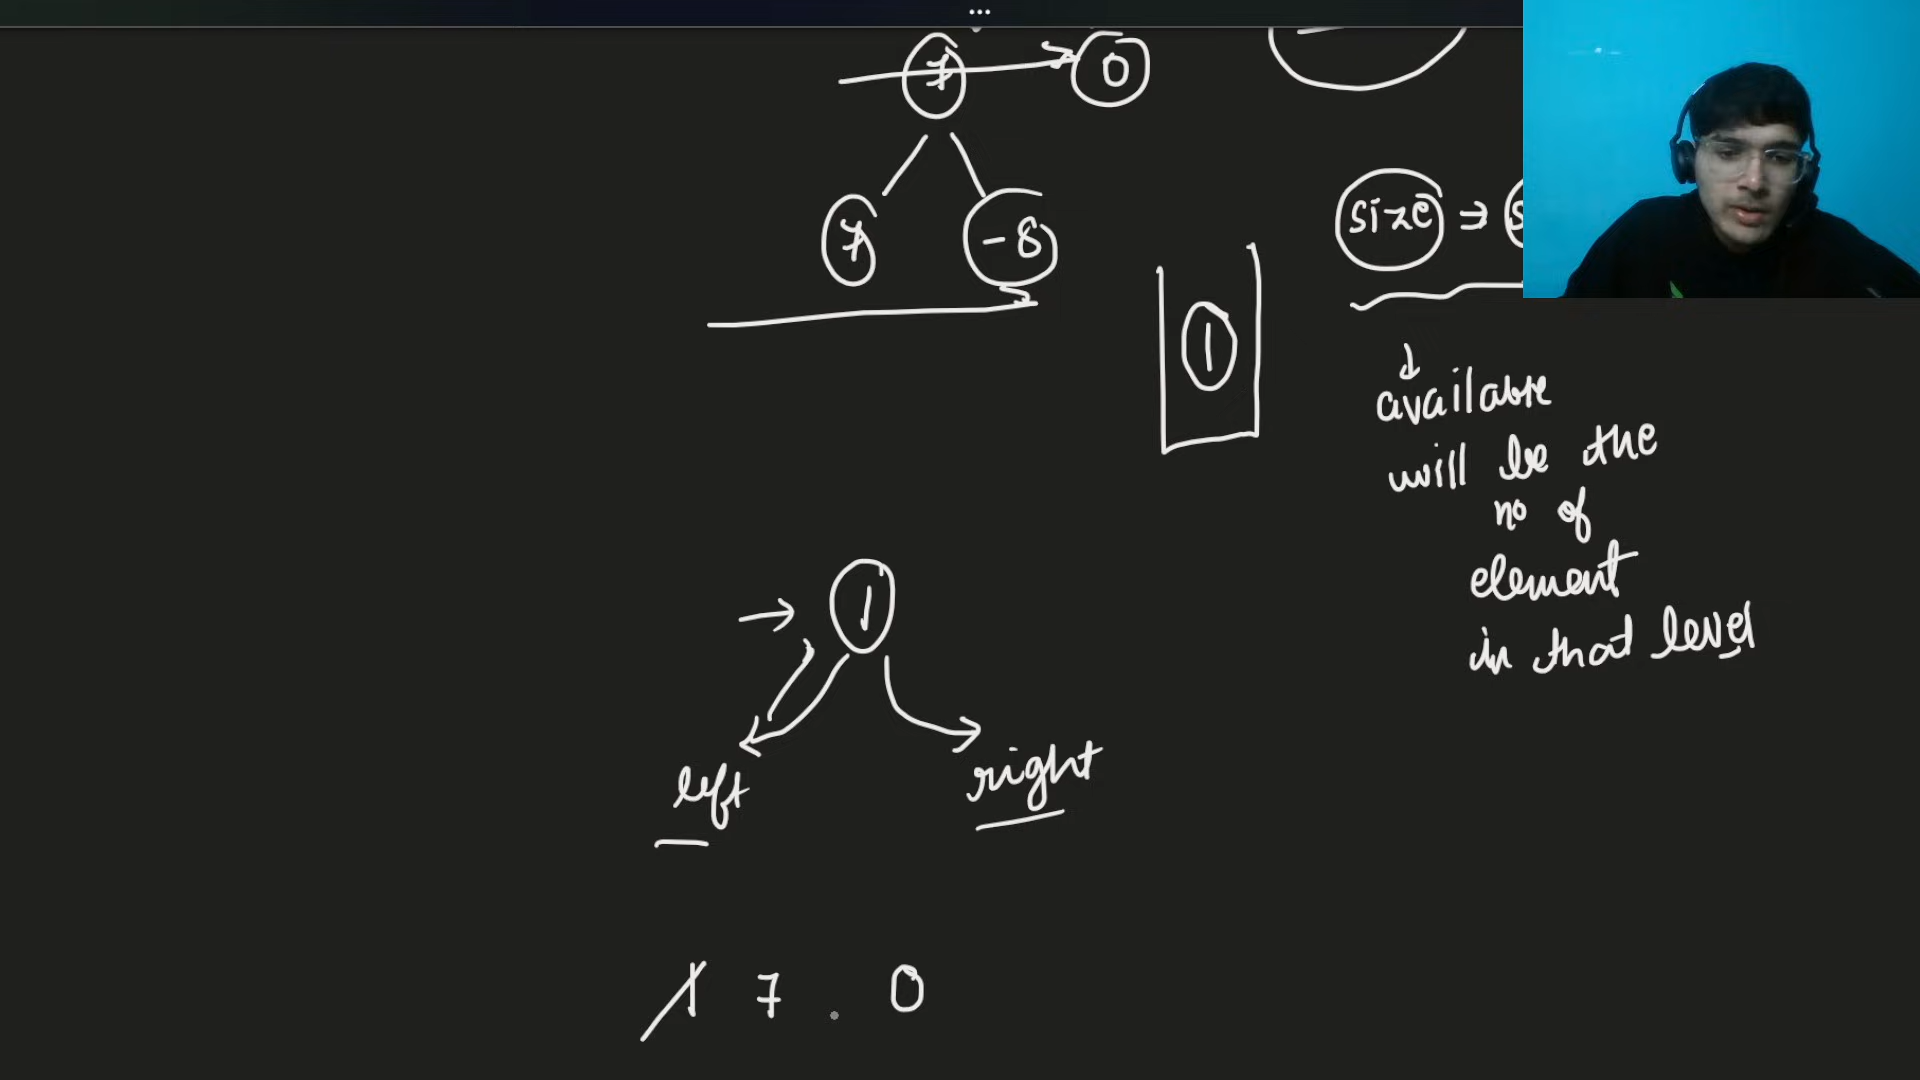 ...
7 0
7 -8
size ⇒
1
available
will be the
no of
element
in that level
1
left right
1 7 0